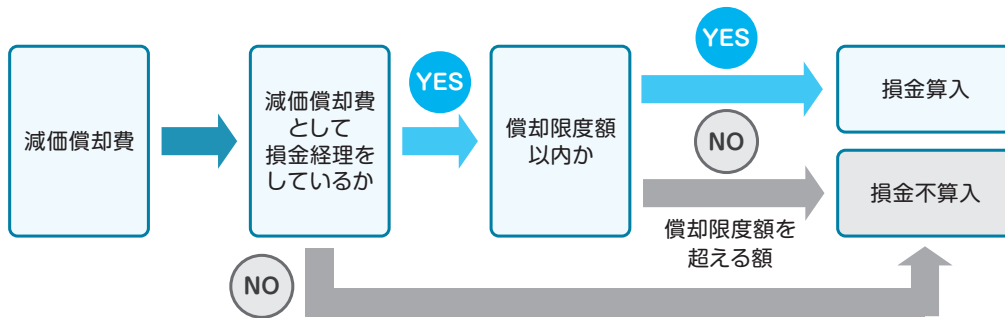 減価償却費
減価償却費
として
損金経理を
しているか
YES
償却限度額
以内か
YES
損金算入
NO
償却限度額を
超える額
損金不算入
NO